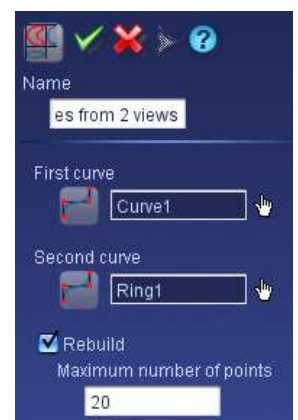 Name
es from 2 views
First curve
Curve1
Second curve
Ring1
Rebuild
Maximum number of points
20